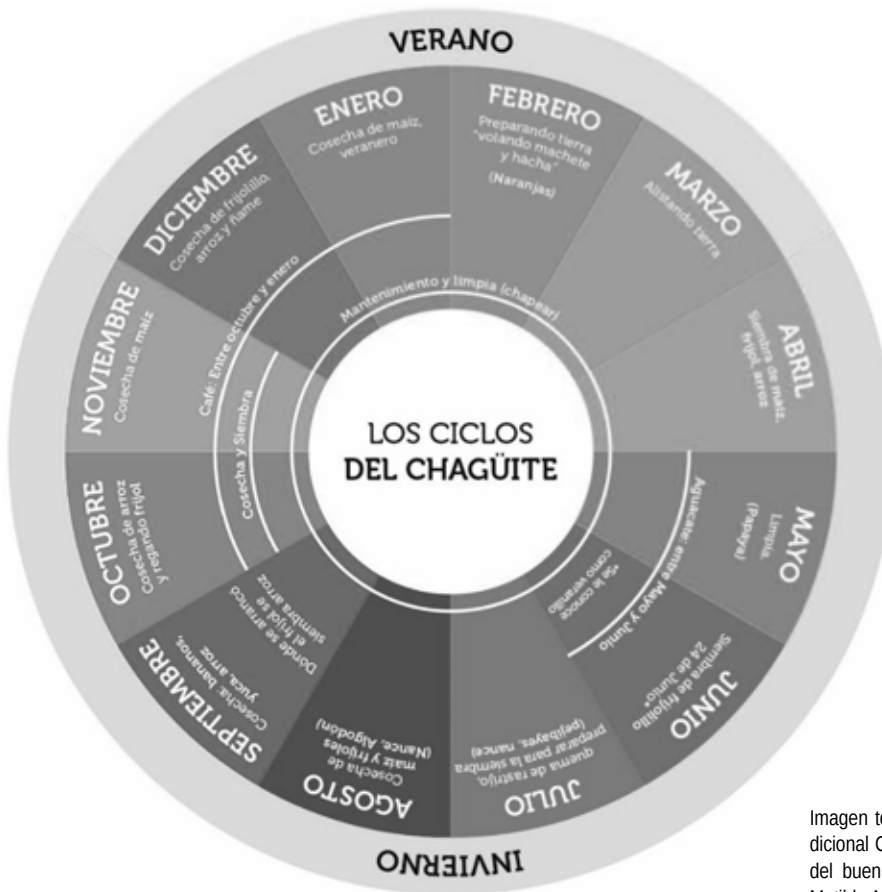 VERANO
ENERO
Cosecha de maíz,
veranero
FEBRERO
Preparando tierra
"volando machete
y hacha"
(Naranjas)
MARZO
Alistando tierra
ABRIL
Siembra de maíz,
frijol, arroz
MAYO
Limpia,
(Papaya)
JUNIO
Siembra de frijolillo
24 de Junio*
*Se le conoce
como veranillo
JULIO
quema de rastrijo,
preparar para la siembra
(pejibayes, nance)
AGOSTO
Cosecha de
maíz y frijoles
(Nance, Algodón)
SEPTIEMBRE
Cosecha: bananos,
yuca, arroz
Dónde se arranco
el frijol se
siembra arroz
OCTUBRE
Cosecha de arroz
y regando frijol
NOVIEMBRE
Cosecha de maíz
DICIEMBRE
Cosecha de frijolillo,
arroz y ñame
Café: Entre octubre y enero
Cosecha y Siembra
Mantenimiento y limpia (chapear)
Aguacate: entre Mayo y Junio
LOS CICLOS
DEL CHAGÜITE
INVIERNO
Imagen
dicional
del buen